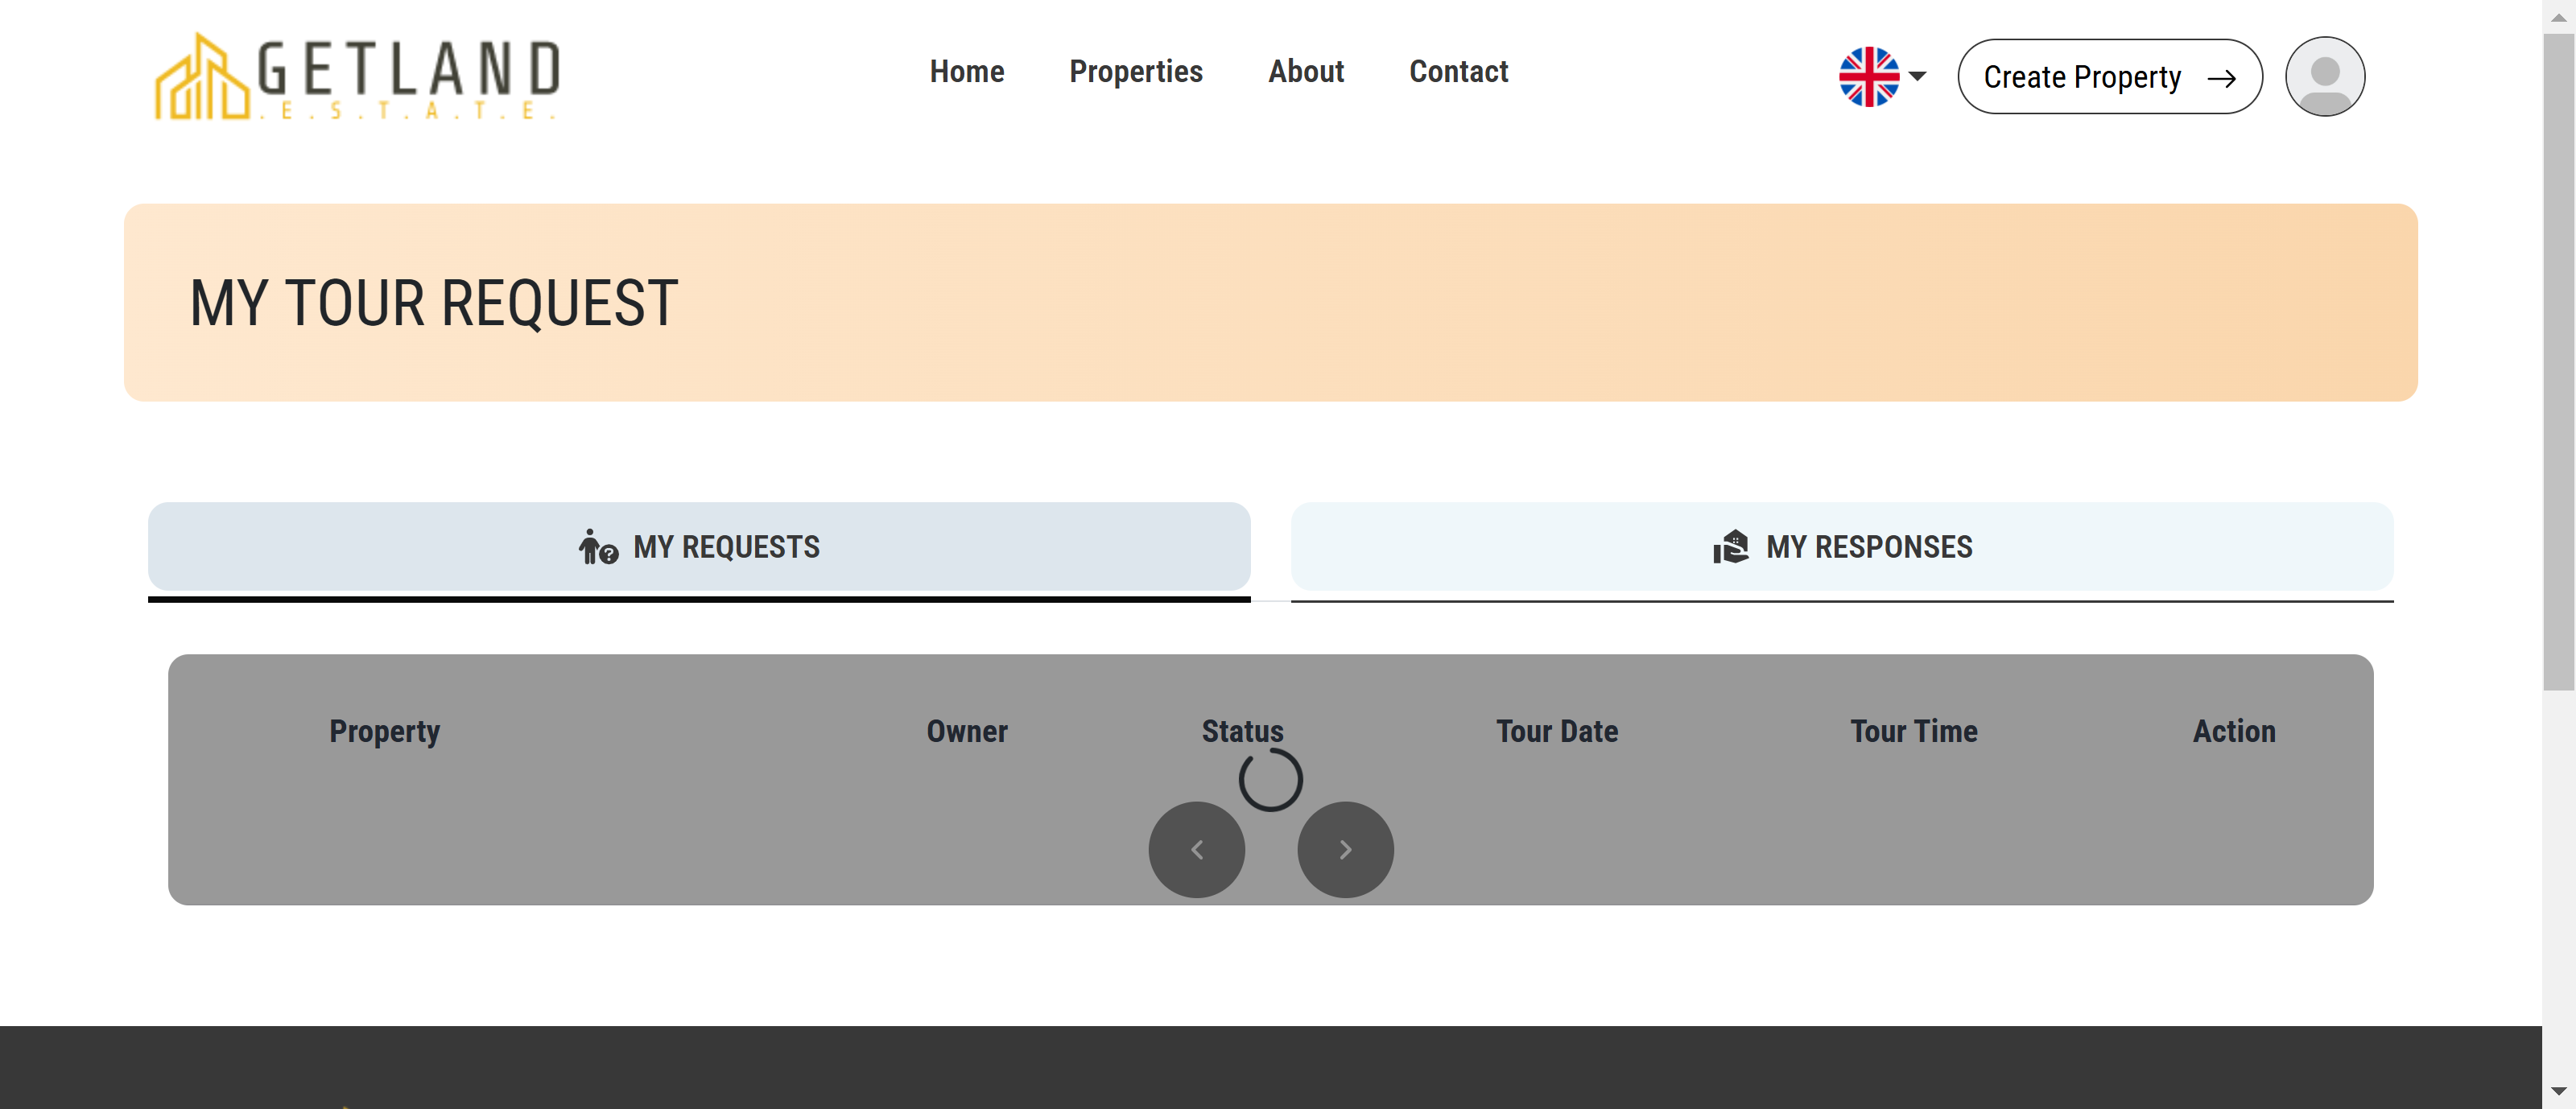 GETLAND
.E.S.T.A.T.E.
Home Properties About Contact
Create Property
MY TOUR REQUEST
MY REQUESTS
MY RESPONSES
Property Owner Status Tour Date Tour Time Action